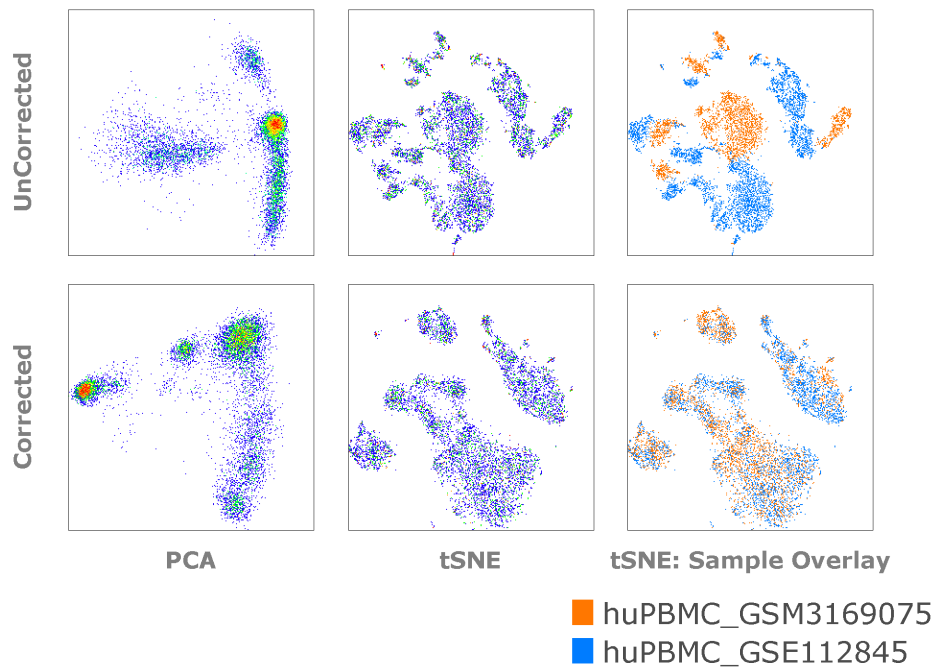 UnCorrected
Corrected
PCA
tSNE
tSNE: Sample Overlay
huPBMC_GSM3169075
huPBMC_GSE112845